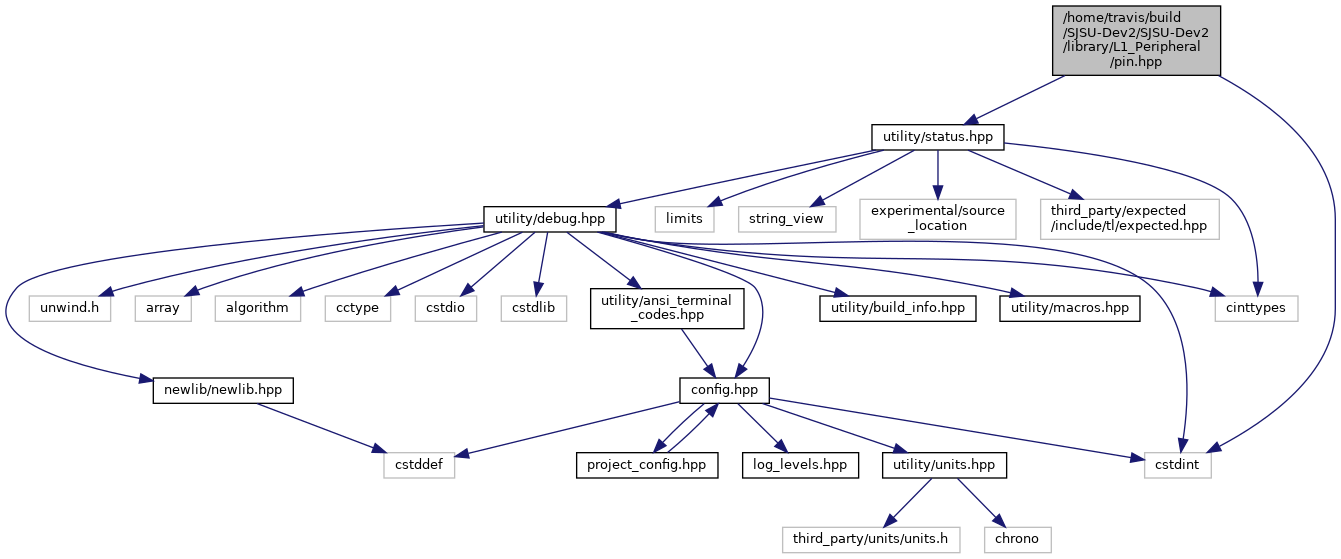 /home/travis/build
/SJSU-Dev2/SJSU-Dev2
/library/L1_Peripheral
/pin.hpp
utility/status.hpp
utility/debug.hpp
limits
string_view
experimental/source
_location
third_party/expected
/include/tl/expected.hpp
unwind.h
array
algorithm
cctype
cstdio
cstdlib
utility/ansi_terminal
_codes.hpp
utility/build_info.hpp
utility/macros.hpp
cinttypes
newlib/newlib.hpp
config.hpp
cstddef
project_config.hpp
log_levels.hpp
utility/units.hpp
cstdint
third_party/units/units.h
chrono